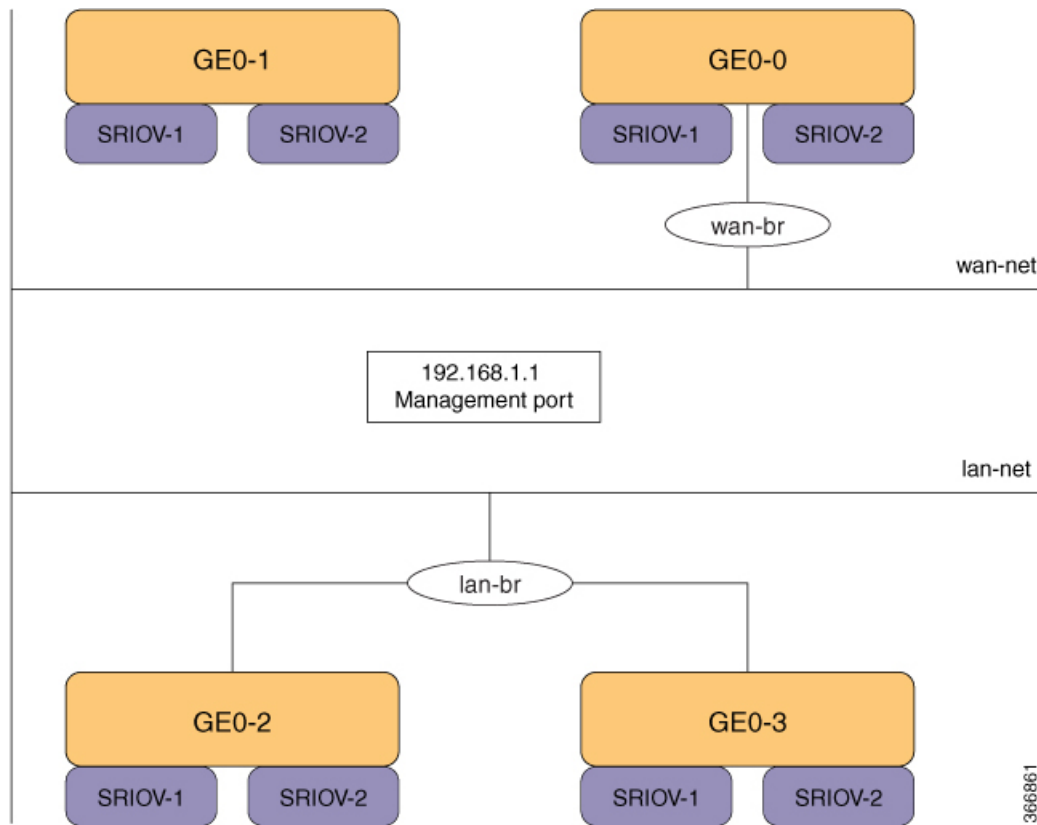 GE0-1
GE0-0
SRIOV-1
SRIOV-2
SRIOV-1
SRIOV-2
wan-br
wan-net
192.168.1.1
Management port
lan-net
lan-br
GE0-2
GE0-3
SRIOV-1
SRIOV-2
SRIOV-1
SRIOV-2
366861